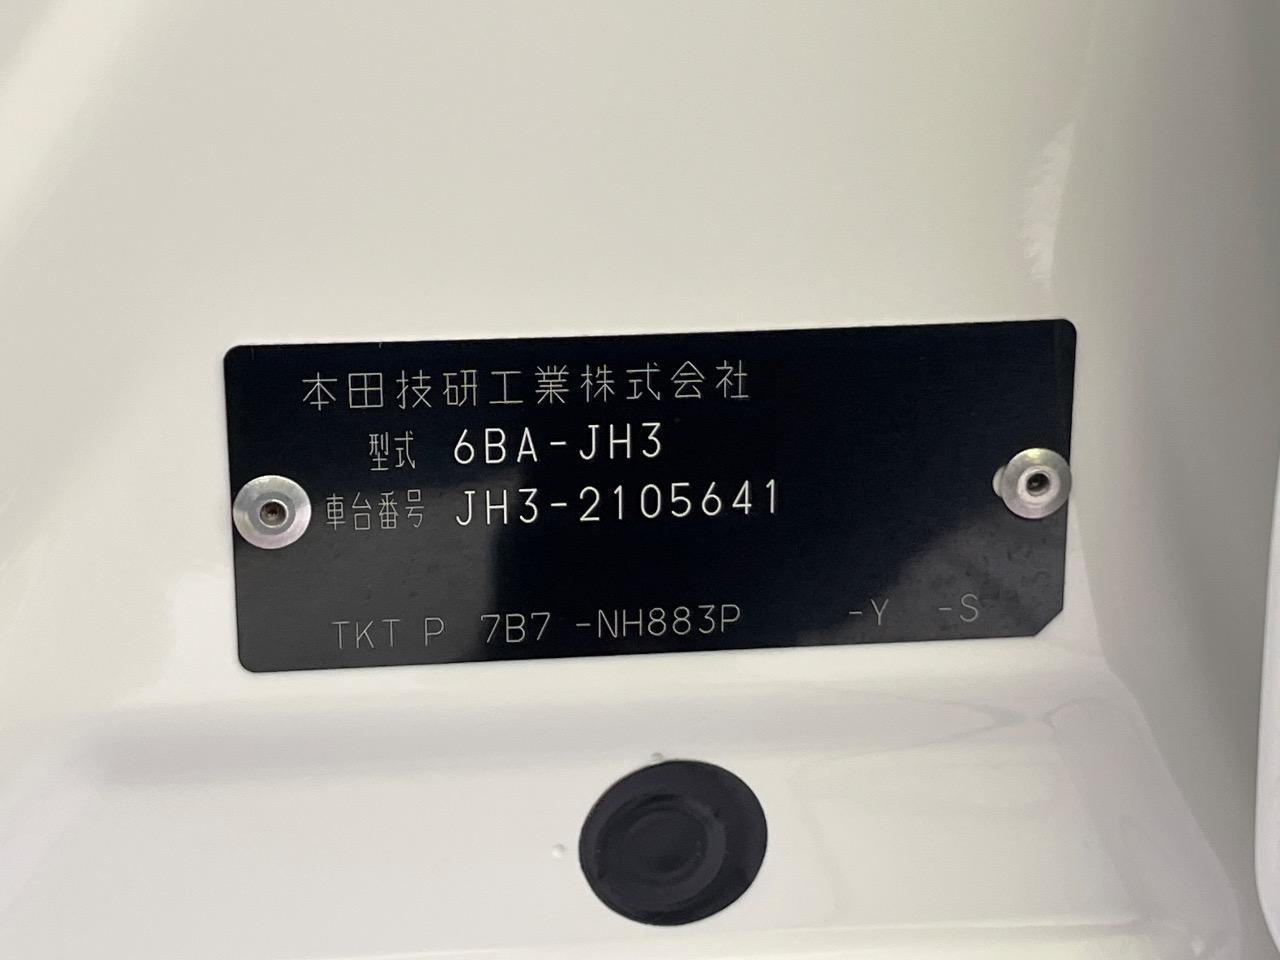 本田技研工業株式会社
型式 6BA-JH3
車台番号 JH3-2105641
TKT P 7B7 -NH883P -Y -S